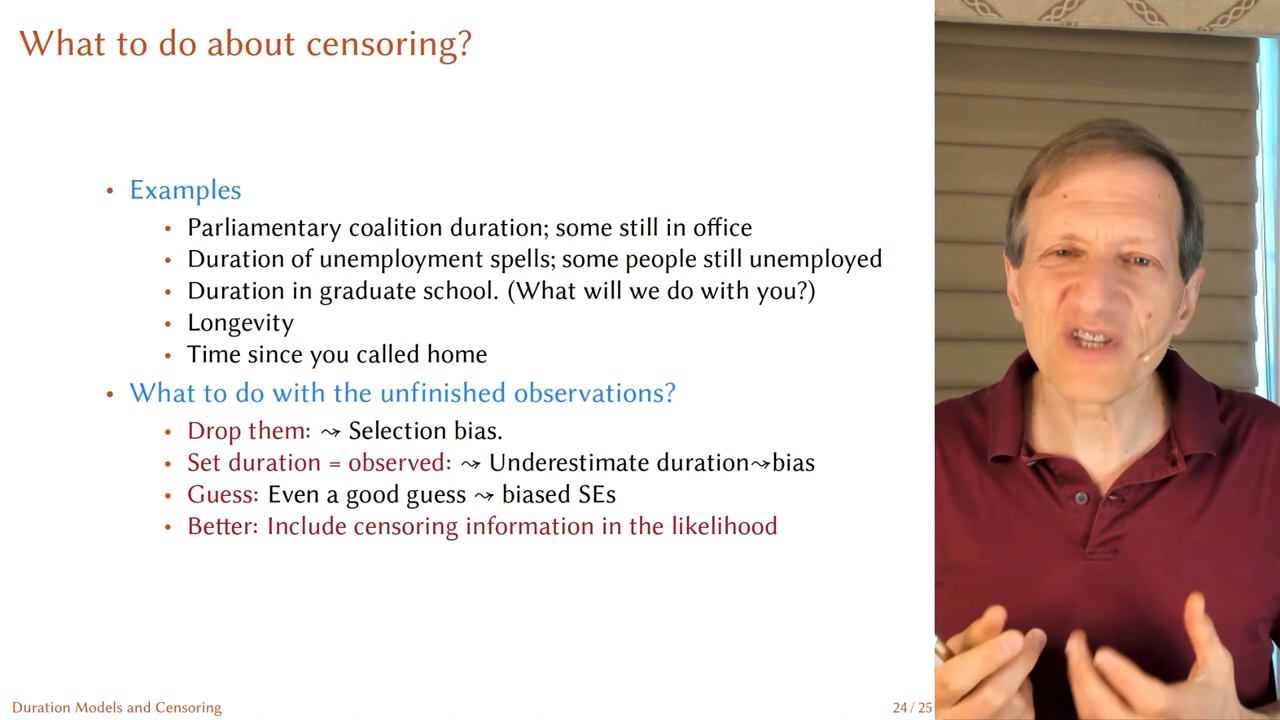 What to do about censoring?
• Examples
• Parliamentary coalition duration; some still in office
• Duration of unemployment spells; some people still unemployed
• Duration in graduate school. (What will we do with you?)
• Longevity
• Time since you called home
• What to do with the unfinished observations?
• Drop them: ⤳ Selection bias.
• Set duration = observed: ⤳ Underestimate duration⤳bias
• Guess: Even a good guess ⤳ biased SEs
• Better: Include censoring information in the likelihood
Duration Models and Censoring
24 / 25